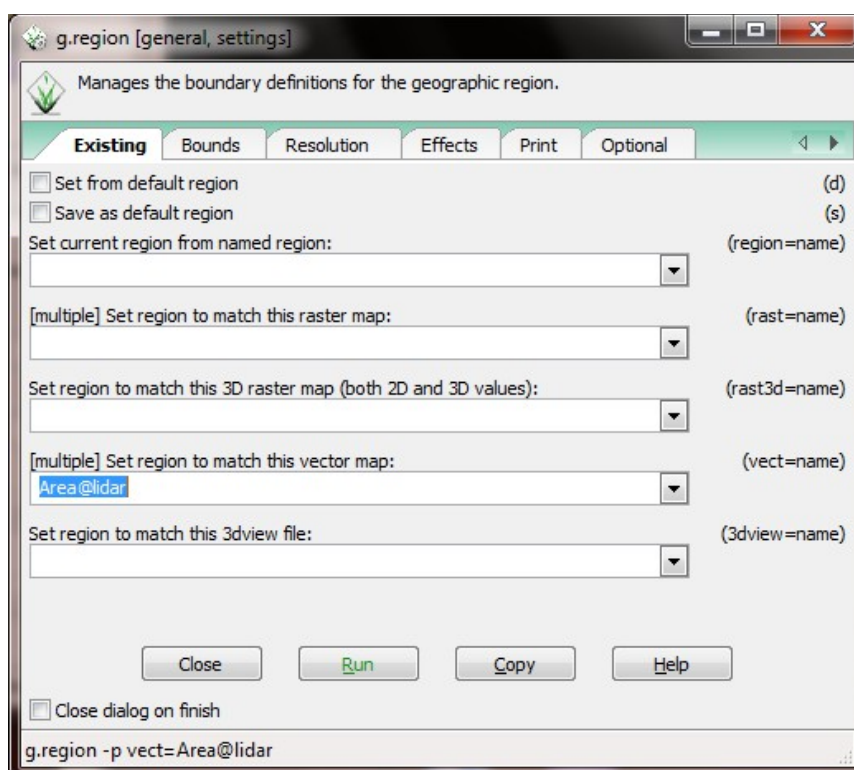 g.region [general, settings]
Manages the boundary definitions for the geographic region.
Existing Bounds Resolution Effects Print Optional
Set from default region (d)
Save as default region (s)
Set current region from named region: (region=name)
[multiple] Set region to match this raster map: (rast=name)
Set region to match this 3D raster map (both 2D and 3D values): (rast3d=name)
[multiple] Set region to match this vector map: (vect=name)
Area@lidar
Set region to match this 3dview file: (3dview=name)
Close Run Copy Help
Close dialog on finish
g.region -p vect=Area@lidar